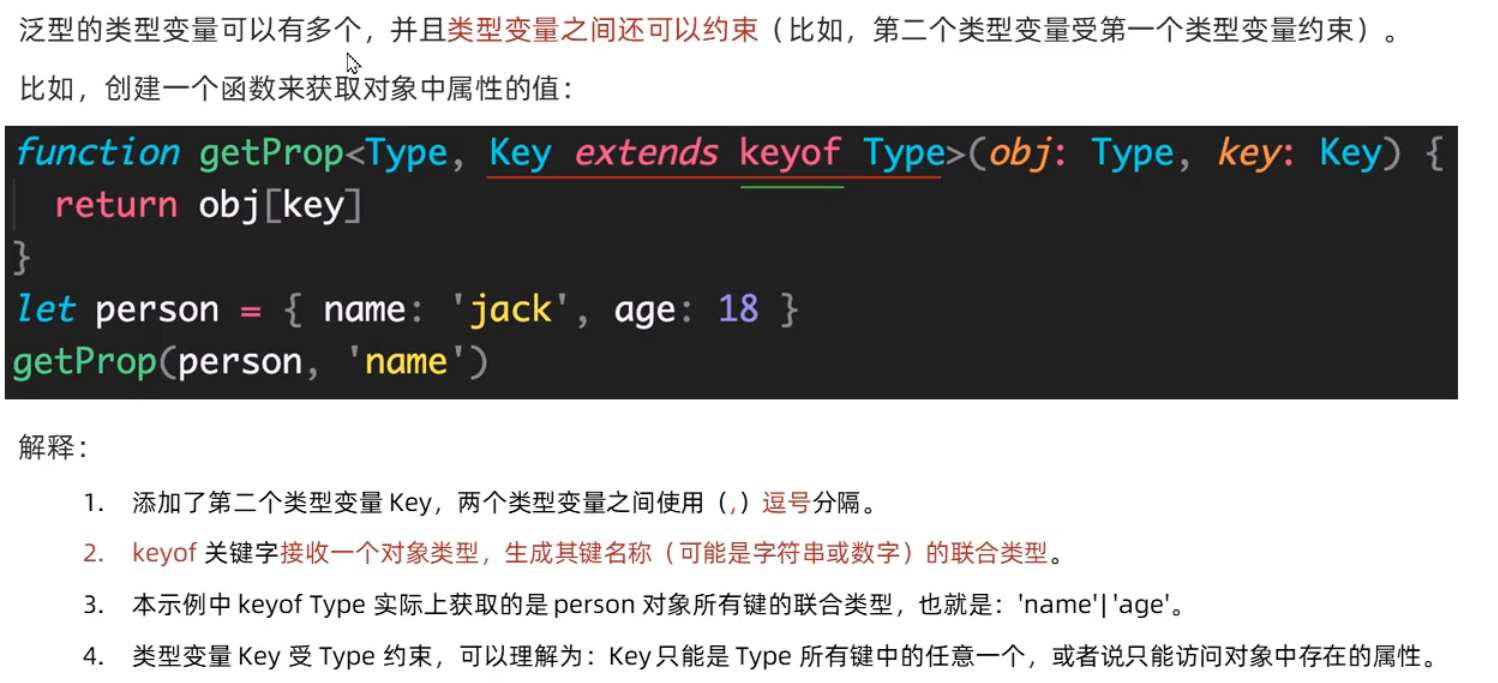 泛型的类型变量可以有多个，并且类型变量之间还可以约束（比如，第二个类型变量受第一个类型变量约束）。
比如，创建一个函数来获取对象中属性的值：
function getProp<Type, Key extends keyof Type>(obj: Type, key: Key) {
  return obj[key]
}
let person = { name: 'jack', age: 18 }
getProp(person, 'name')
解释：
1. 添加了第二个类型变量 Key，两个类型变量之间使用（,）逗号分隔。
2. keyof 关键字接收一个对象类型，生成其键名称（可能是字符串或数字）的联合类型。
3. 本示例中 keyof Type 实际上获取的是 person 对象所有键的联合类型，也就是：'name' | 'age'。
4. 类型变量 Key 受 Type 约束，可以理解为：Key 只能是 Type 所有键中的任意一个，或者说只能访问对象中存在的属性。